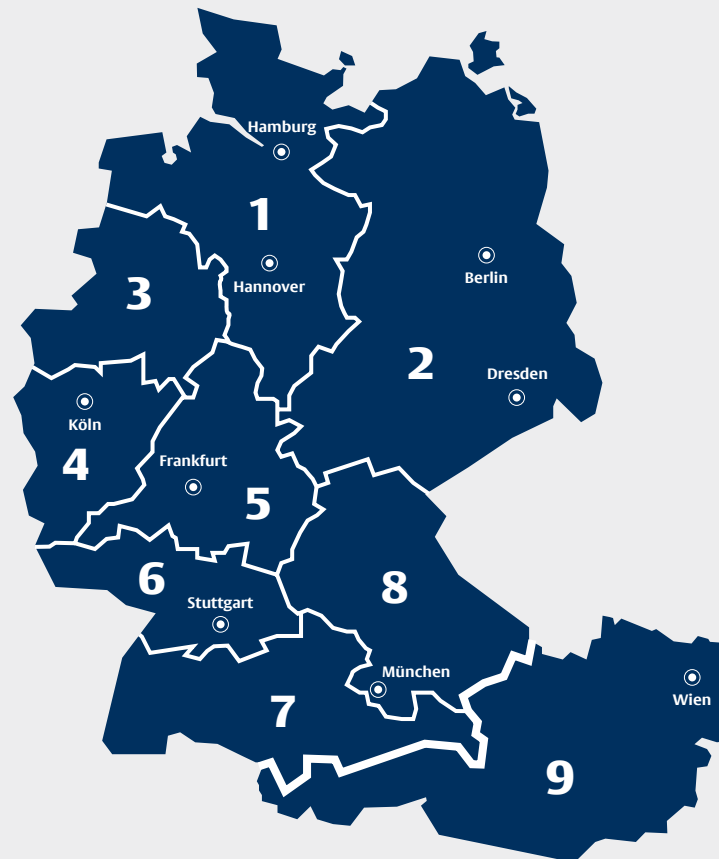 Hamburg
1
Hannover
Berlin
3
2
Dresden
Köln
4
Frankfurt
5
6
Stuttgart
8
München
7
Wien
9